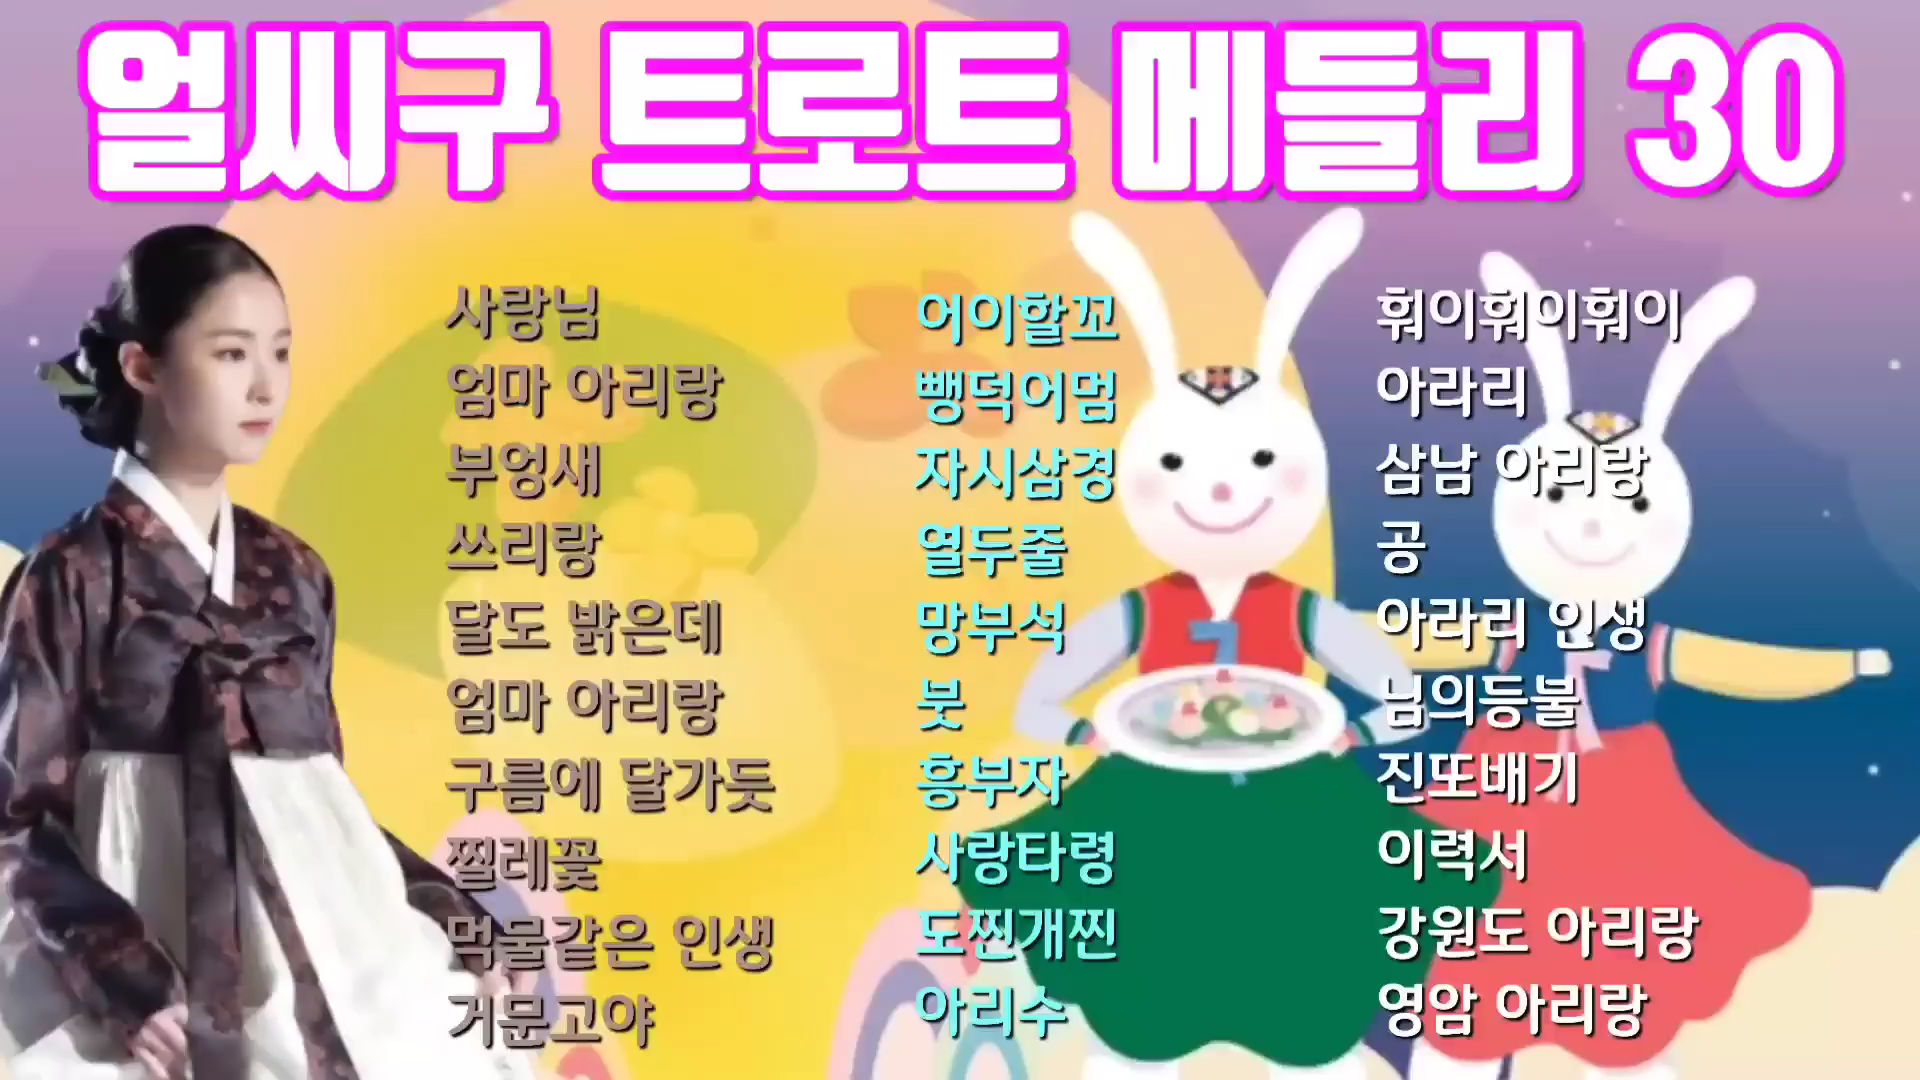 얼씨구 트로트 메들리 30
사랑님
엄마 아리랑
부엉새
쓰리랑
달도 밝은데
엄마 아리랑
구름에 달가듯
찔레꽃
먹물같은 인생
거문고야
어이할꼬
뺑덕어멈
자시삼경
열두줄
망부석
붓
흥부자
사랑타령
도찐개찐
아리수
훠이훠이훠이
아라리
삼남 아리랑
공
아라리 인생
님의등불
진또배기
이력서
강원도 아리랑
영암 아리랑